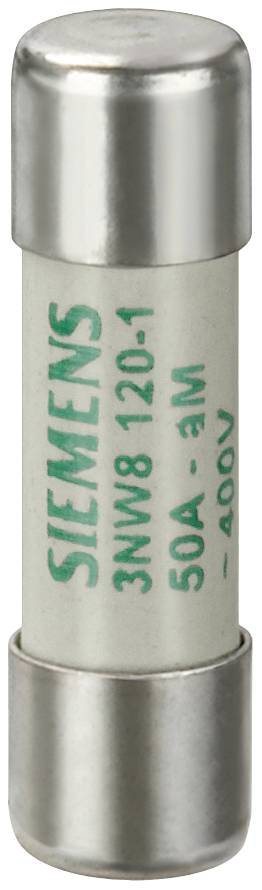 SIEMENS
3NW8 120-1
50A - aM
~ 400V